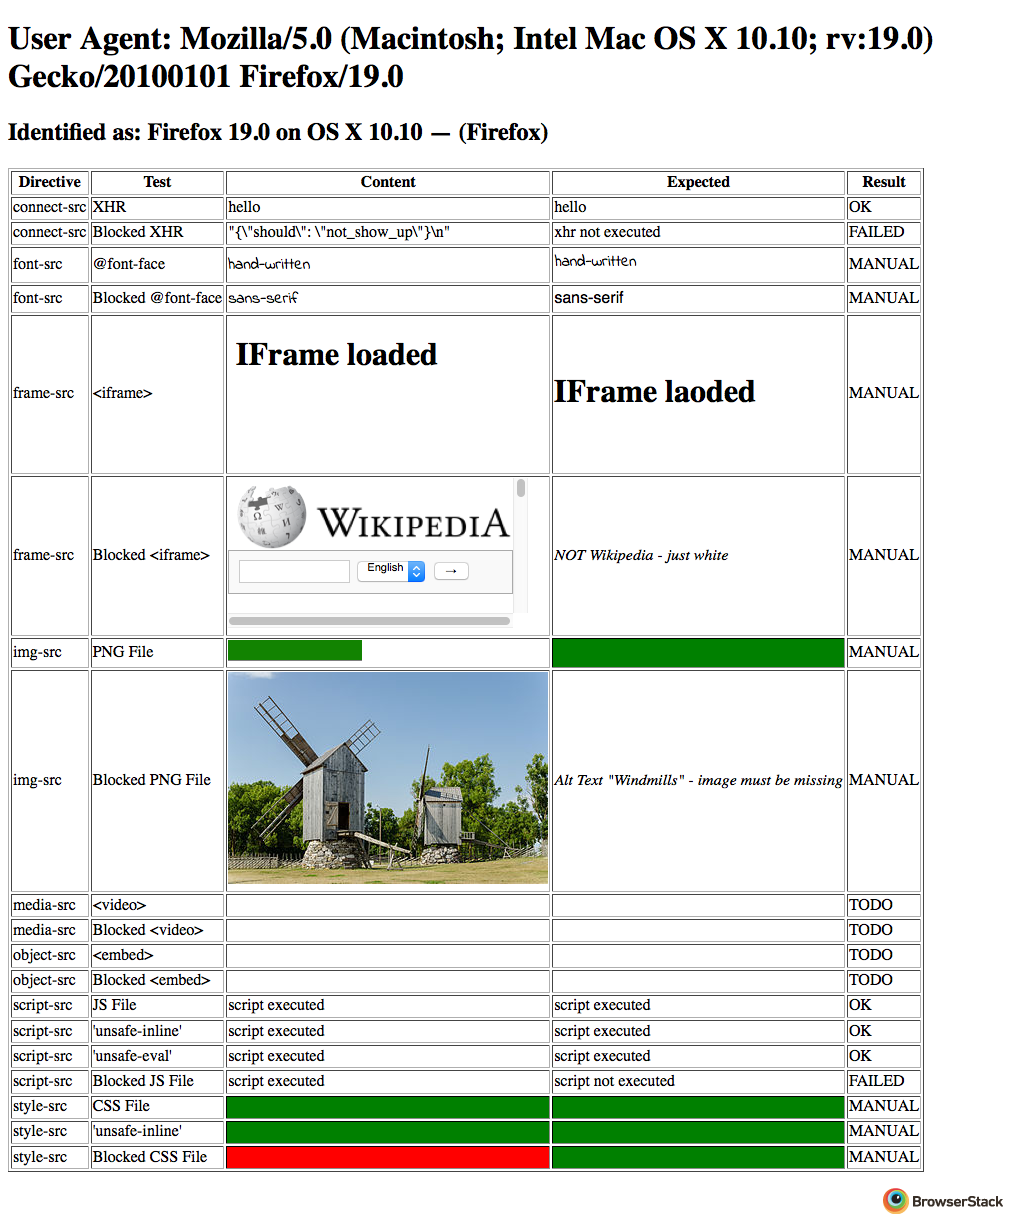 User Agent: Mozilla/5.0 (Macintosh; Intel Mac OS X 10.10; rv:19.0)
Gecko/20100101 Firefox/19.0
Identified as: Firefox 19.0 on OS X 10.10 — (Firefox)
Directive Test Content Expected Result
connect-src XHR hello hello OK
connect-src Blocked XHR "{\"should\": \"not_show_up\"}\n" xhr not executed FAILED
font-src @font-face hand-written hand-written MANUAL
font-src Blocked @font-face sans-serif sans-serif MANUAL
frame-src <iframe> IFrame loaded IFrame laoded MANUAL
WIKIPEDIA
frame-src Blocked <iframe> NOT Wikipedia - just white MANUAL
English →
img-src PNG File MANUAL
img-src Blocked PNG File Alt Text "Windmills" - image must be missing MANUAL
media-src <video> TODO
media-src Blocked <video> TODO
object-src <embed> TODO
object-src Blocked <embed> TODO
script-src JS File script executed script executed OK
script-src 'unsafe-inline' script executed script executed OK
script-src 'unsafe-eval' script executed script executed OK
script-src Blocked JS File script executed script not executed FAILED
style-src CSS File MANUAL
style-src 'unsafe-inline' MANUAL
style-src Blocked CSS File MANUAL
BrowserStack